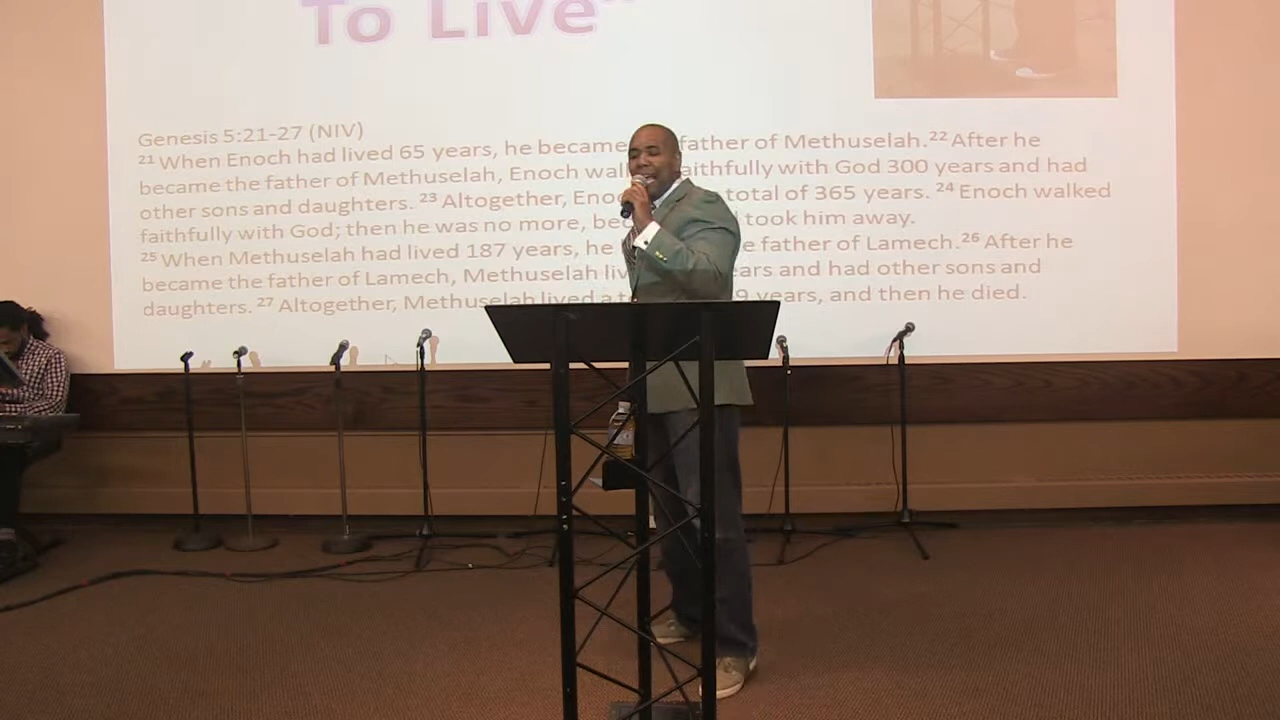 To Live"
Genesis 5:21-27 (NIV)
21 When Enoch had lived 65 years, he became father of Methuselah. 22 After he
became the father of Methuselah, Enoch walk faithfully with God 300 years and had
other sons and daughters. 23 Altogether, Eno total of 365 years. 24 Enoch walked
faithfully with God; then he was no more, bec took him away.
25 When Methuselah had lived 187 years, he e father of Lamech. 26 After he
became the father of Lamech, Methuselah liv ears and had other sons and
daughters. 27 Altogether, Methuselah lived a t 9 years, and then he died.